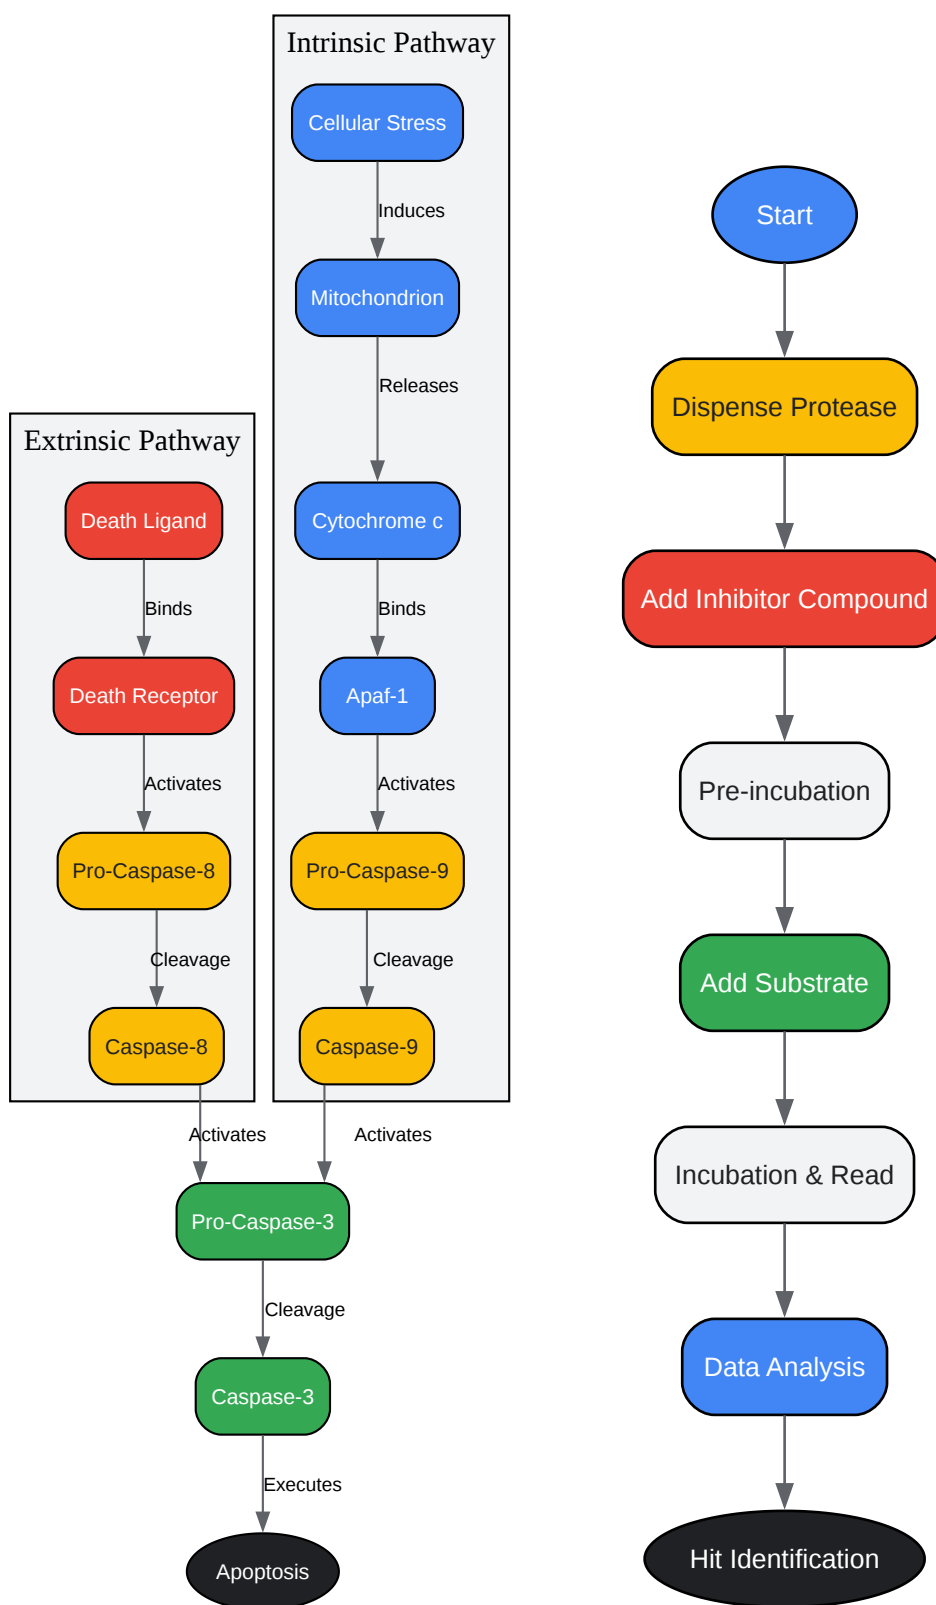 Intrinsic Pathway
Cellular Stress
Induces
Mitochondrion
Releases
Cytochrome c
Binds
Apaf-1
Activates
Pro-Caspase-9
Cleavage
Caspase-9
Activates
Extrinsic Pathway
Death Ligand
Binds
Death Receptor
Activates
Pro-Caspase-8
Cleavage
Caspase-8
Activates
Pro-Caspase-3
Cleavage
Caspase-3
Executes
Apoptosis
Start
Dispense Protease
Add Inhibitor Compound
Pre-incubation
Add Substrate
Incubation & Read
Data Analysis
Hit Identification